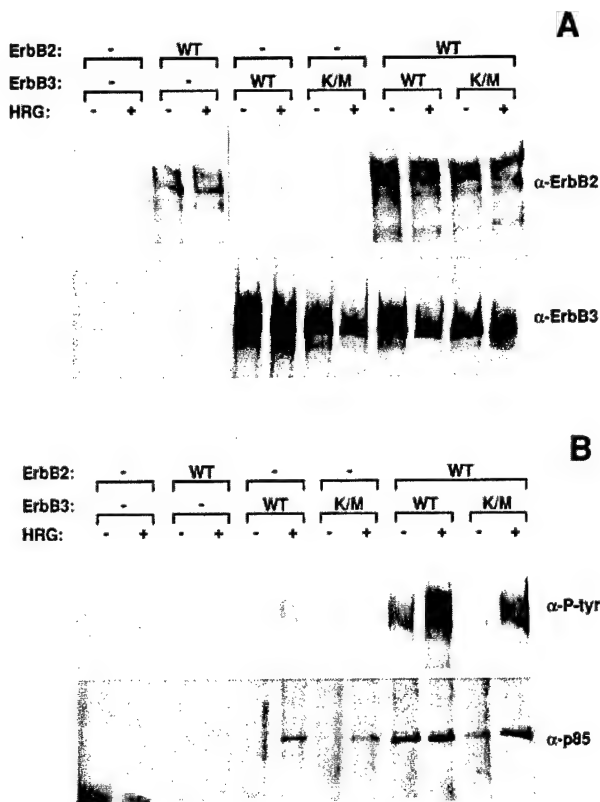 A
ErbB2: - WT - - WT
ErbB3: - - WT K/M WT K/M
HRG: - + - + - + - + - + - +
α-ErbB2
α-ErbB3
B
ErbB2: - WT - - WT
ErbB3: - - WT K/M WT K/M
HRG: - + - + - + - + - + - +
α-P-tyr
α-p85